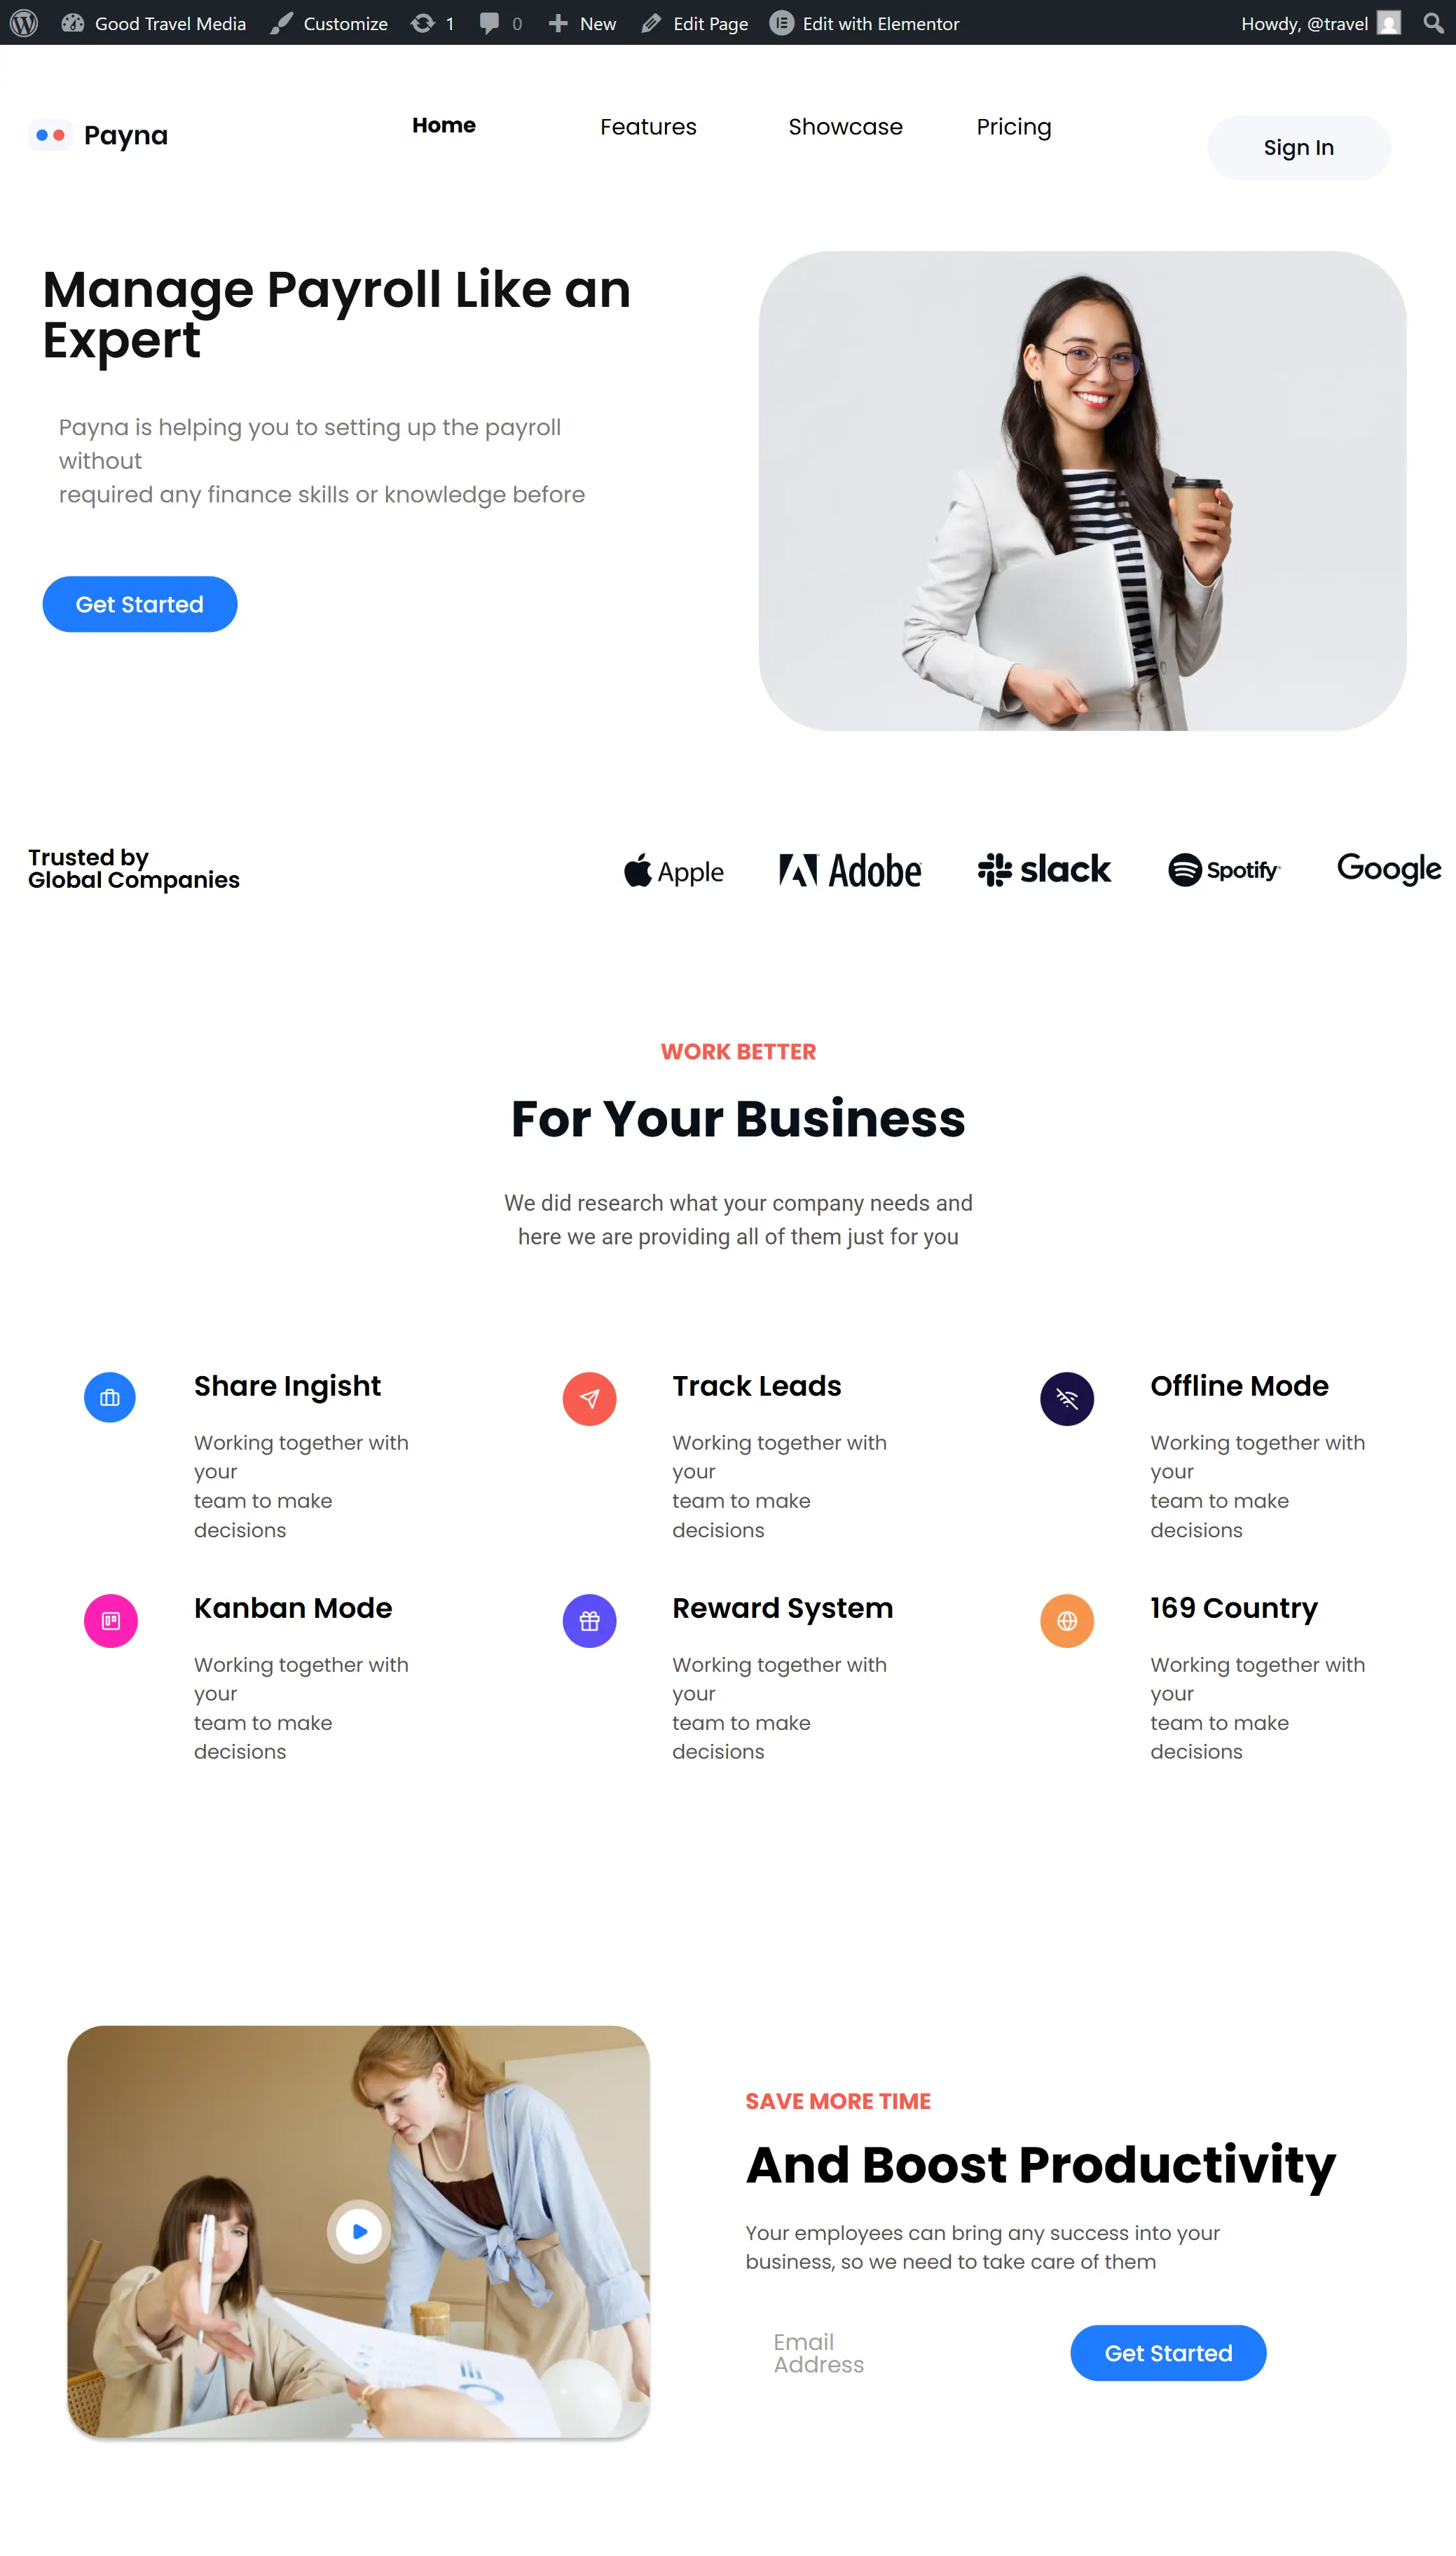 Good Travel Media Customize 1 0 New Edit Page Edit with Elementor Howdy, @travel
Payna Home Features Showcase Pricing Sign In
Manage Payroll Like an
Expert
Payna is helping you to setting up the payroll
without
required any finance skills or knowledge before
Get Started
Trusted by
Global Companies
Apple Adobe slack Spotify Google
WORK BETTER
For Your Business
We did research what your company needs and
here we are providing all of them just for you
Share Ingisht
Working together with
your
team to make
decisions
Track Leads
Working together with
your
team to make
decisions
Offline Mode
Working together with
your
team to make
decisions
Kanban Mode
Working together with
your
team to make
decisions
Reward System
Working together with
your
team to make
decisions
169 Country
Working together with
your
team to make
decisions
SAVE MORE TIME
And Boost Productivity
Your employees can bring any success into your
business, so we need to take care of them
Email
Address
Get Started